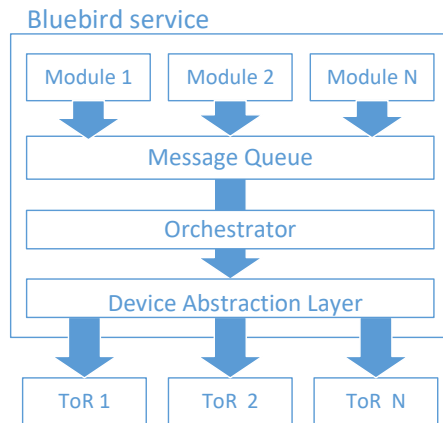 Bluebird service
Module 1 Module 2 Module N
Message Queue
Orchestrator
Device Abstraction Layer
ToR 1 ToR 2 ToR N